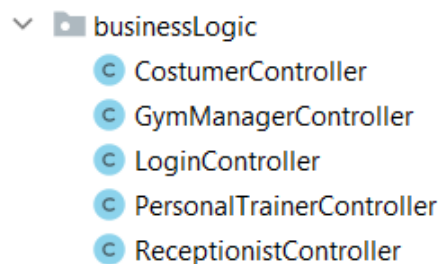 businessLogic
C CostumerController
C GymManagerController
C LoginController
C PersonalTrainerController
C ReceptionistController